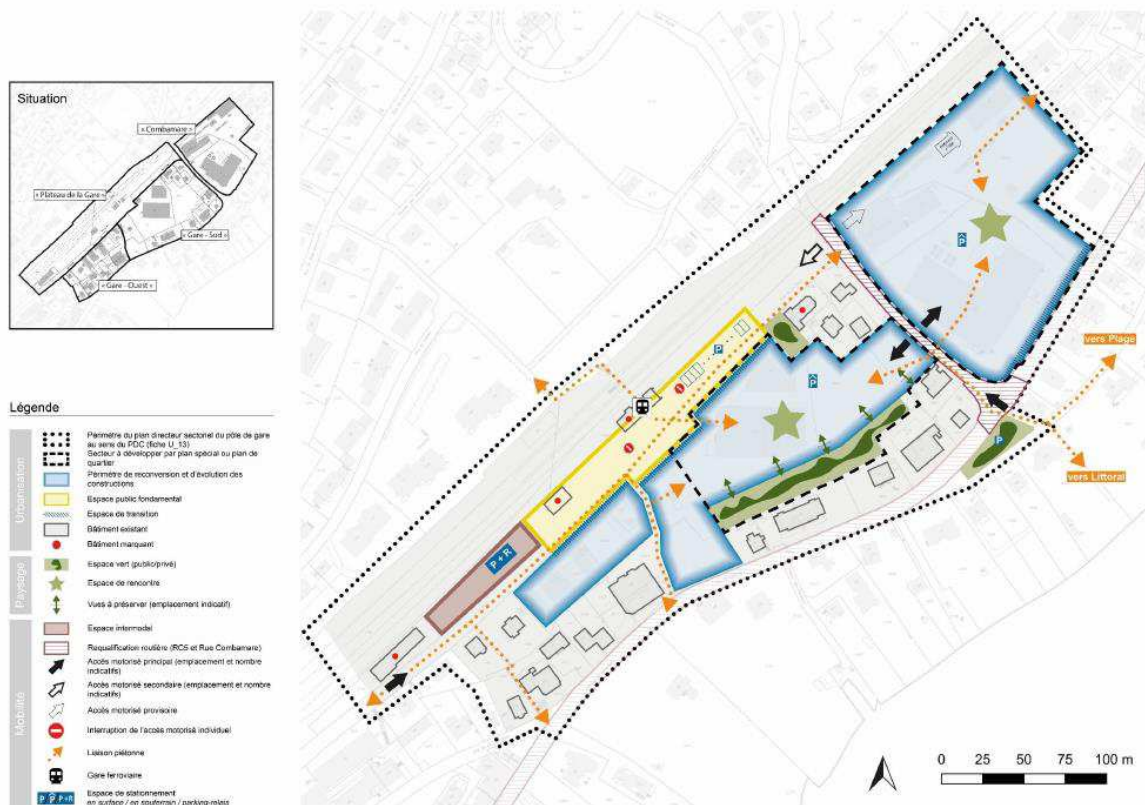 Situation
« Combamare »
« Plateau de la Gare »
« Gare - Sud »
« Gare - Ouest »
Légende
Urbanisation
Périmètre du plan directeur sectoriel du pôle de gare
au sens du PDC (fiche U_13)
Secteur à développer par plan spécial ou plan de
quartier
Périmètre de reconversion et d'évolution des
constructions
Espace public fondamental
Espace de transition
Bâtiment existant
Bâtiment marquant
Paysage
Espace vert (public/privé)
Espace de rencontre
Vues à préserver (emplacement indicatif)
Mobilité
Espace intermodal
Requalification routière (RC5 et Rue Combamare)
Accès motorisé principal (emplacement et nombre
indicatifs)
Accès motorisé secondaire (emplacement et nombre
indicatifs)
Accès motorisé provisoire
Interruption de l'accès motorisé individuel
Liaison piétonne
Gare ferroviaire
P P P+R
Espace de stationnement
en surface / en souterrain / parking-relais
P
P
P
P
P + R
vers Plage
vers Littoral
0 25 50 75 100 m